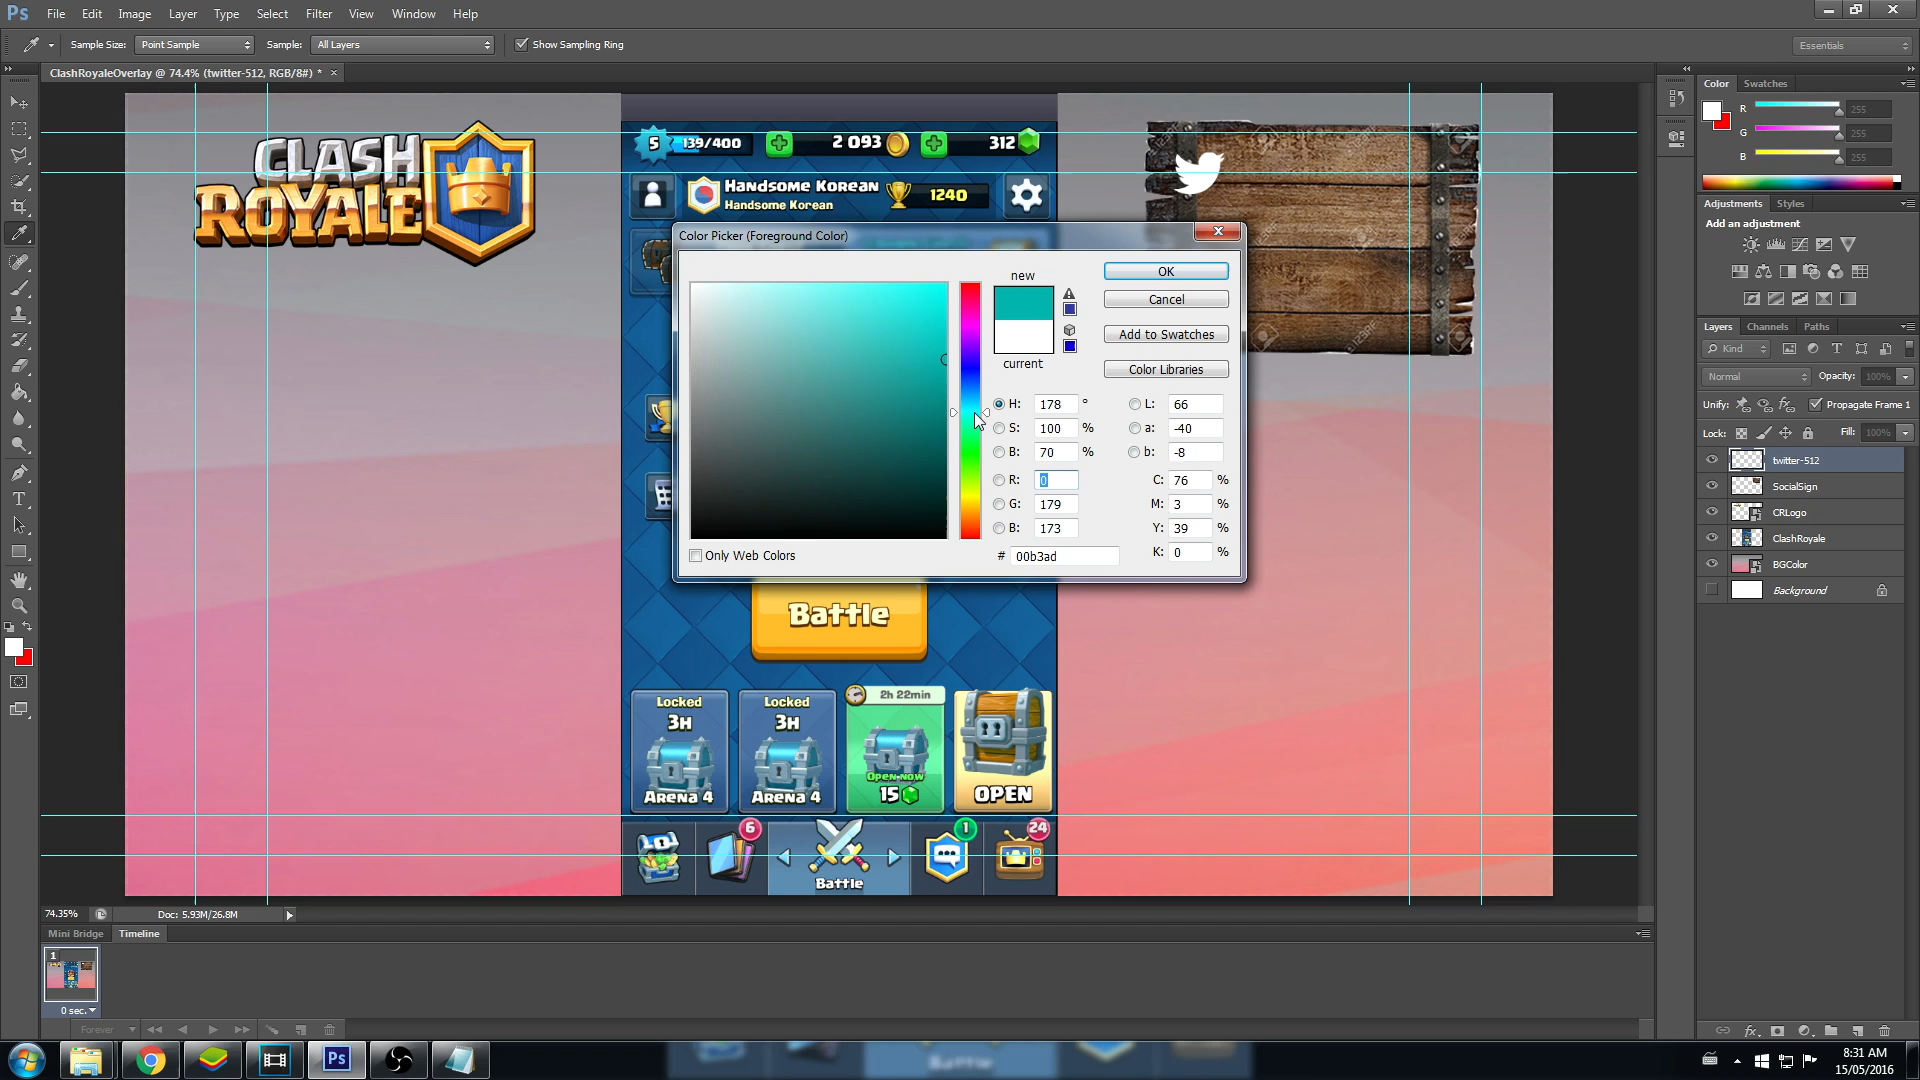 Ps File Edit Image Layer Type Select Filter View Window Help
Sample Size: Point Sample Sample: All Layers Show Sampling Ring Essentials
ClashRoyaleOverlay @ 74.4% (twitter-512, RGB/8#) * ×
CLASH
ROYALE
5 139/400 2 093 312
Handsome Korean 1240
Handsome Korean
Color Picker (Foreground Color)
new
current
OK
Cancel
Add to Swatches
Color Libraries
H: 178 ° L: 66
S: 100 % a: -40
B: 70 % b: -8
R: 0 C: 76 %
G: 179 M: 3 %
B: 173 Y: 39 %
K: 0 %
Only Web Colors # 00b3ad
Battle
Locked
3H
Arena 4
Locked
3H
Arena 4
2h 22min
Open now
15
OPEN
6 1 24
Battle
Color Swatches
R 255
G 255
B 255
Adjustments Styles
Add an adjustment
Layers Channels Paths
Kind
Normal Opacity: 100%
Unify: Propagate Frame 1
Lock: Fill: 100%
twitter-512
SocialSign
CRLogo
ClashRoyale
BGColor
Background
fx
74.35% Doc: 5.93M/26.8M
Mini Bridge Timeline
1
0 sec.
Forever
Ps
Battle
8:31 AM
15/05/2016